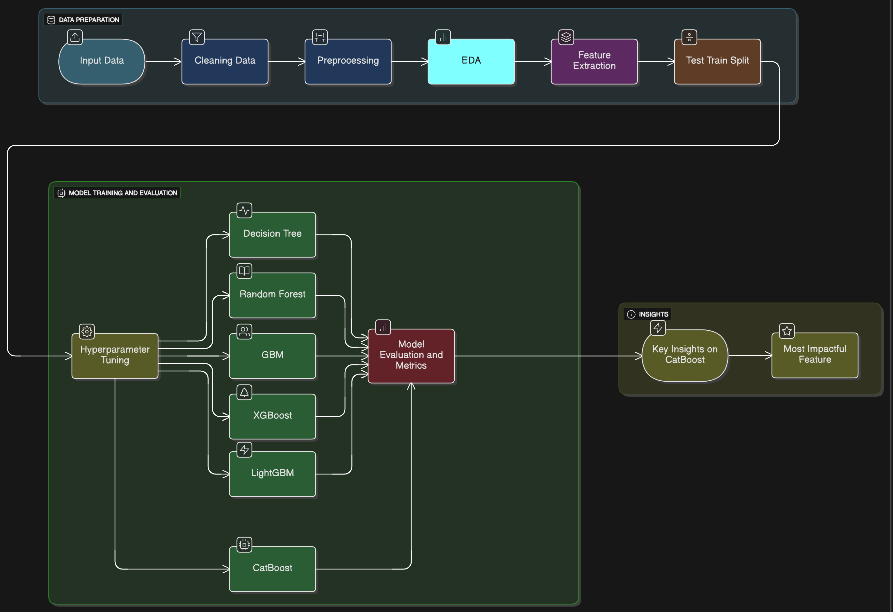 DATA PREPARATION
Input Data
Cleaning Data
Preprocessing
EDA
Feature
Extraction
Test Train Split
MODEL TRAINING AND EVALUATION
Hyperparameter
Tuning
Decision Tree
Random Forest
GBM
XGBoost
LightGBM
CatBoost
Model
Evaluation and
Metrics
INSIGHTS
Key Insights on
CatBoost
Most Impactful
Feature